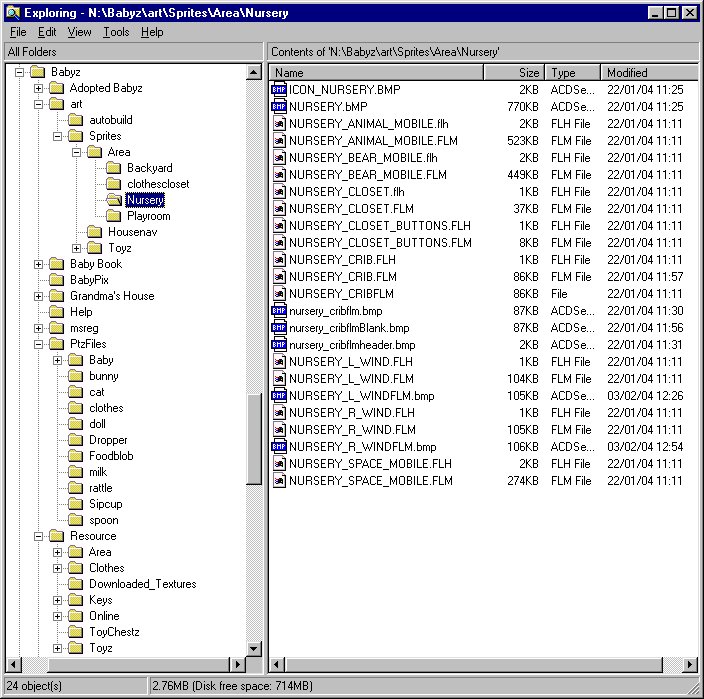 Exploring - N:\Babyz\art\Sprites\Area\Nursery
File Edit View Tools Help
All Folders
Contents of 'N:\Babyz\art\Sprites\Area\Nursery'
Babyz
Adopted Babyz
art
autobuild
Sprites
Area
Backyard
clothescloset
Nursery
Playroom
Housenav
Toyz
Baby Book
BabyPix
Grandma's House
Help
msreg
PtzFiles
Baby
bunny
cat
clothes
doll
Dropper
Foodblob
milk
rattle
Sipcup
spoon
Resource
Area
Clothes
Downloaded_Textures
Keys
Online
ToyChestz
Toyz
Name Size Type Modified
BMP ICON_NURSERY.BMP 2KB ACDSe... 22/01/04 11:25
BMP NURSERY.bMP 770KB ACDSe... 22/01/04 11:25
NURSERY_ANIMAL_MOBILE.flh 2KB FLH File 22/01/04 11:11
NURSERY_ANIMAL_MOBILE.FLM 523KB FLM File 22/01/04 11:11
NURSERY_BEAR_MOBILE.flh 2KB FLH File 22/01/04 11:11
NURSERY_BEAR_MOBILE.FLM 449KB FLM File 22/01/04 11:11
NURSERY_CLOSET.flh 1KB FLH File 22/01/04 11:11
NURSERY_CLOSET.FLM 37KB FLM File 22/01/04 11:11
NURSERY_CLOSET_BUTTONS.FLH 1KB FLH File 22/01/04 11:11
NURSERY_CLOSET_BUTTONS.FLM 8KB FLM File 22/01/04 11:11
NURSERY_CRIB.FLH 1KB FLH File 22/01/04 11:11
NURSERY_CRIB.FLM 86KB FLM File 22/01/04 11:57
NURSERY_CRIBFLM 86KB File 22/01/04 11:11
BMP nursery_cribflm.bmp 87KB ACDSe... 22/01/04 11:30
BMP nursery_cribflmBlank.bmp 87KB ACDSe... 22/01/04 11:56
BMP nursery_cribflmheader.bmp 2KB ACDSe... 22/01/04 11:31
NURSERY_L_WIND.FLH 1KB FLH File 22/01/04 11:11
NURSERY_L_WIND.FLM 104KB FLM File 22/01/04 11:11
BMP NURSERY_L_WINDFLM.bmp 105KB ACDSe... 03/02/04 12:26
NURSERY_R_WIND.FLH 1KB FLH File 22/01/04 11:11
NURSERY_R_WIND.FLM 105KB FLM File 22/01/04 11:11
BMP NURSERY_R_WINDFLM.bmp 106KB ACDSe... 03/02/04 12:54
NURSERY_SPACE_MOBILE.FLH 2KB FLH File 22/01/04 11:11
NURSERY_SPACE_MOBILE.FLM 274KB FLM File 22/01/04 11:11
24 object(s)
2.76MB (Disk free space: 714MB)